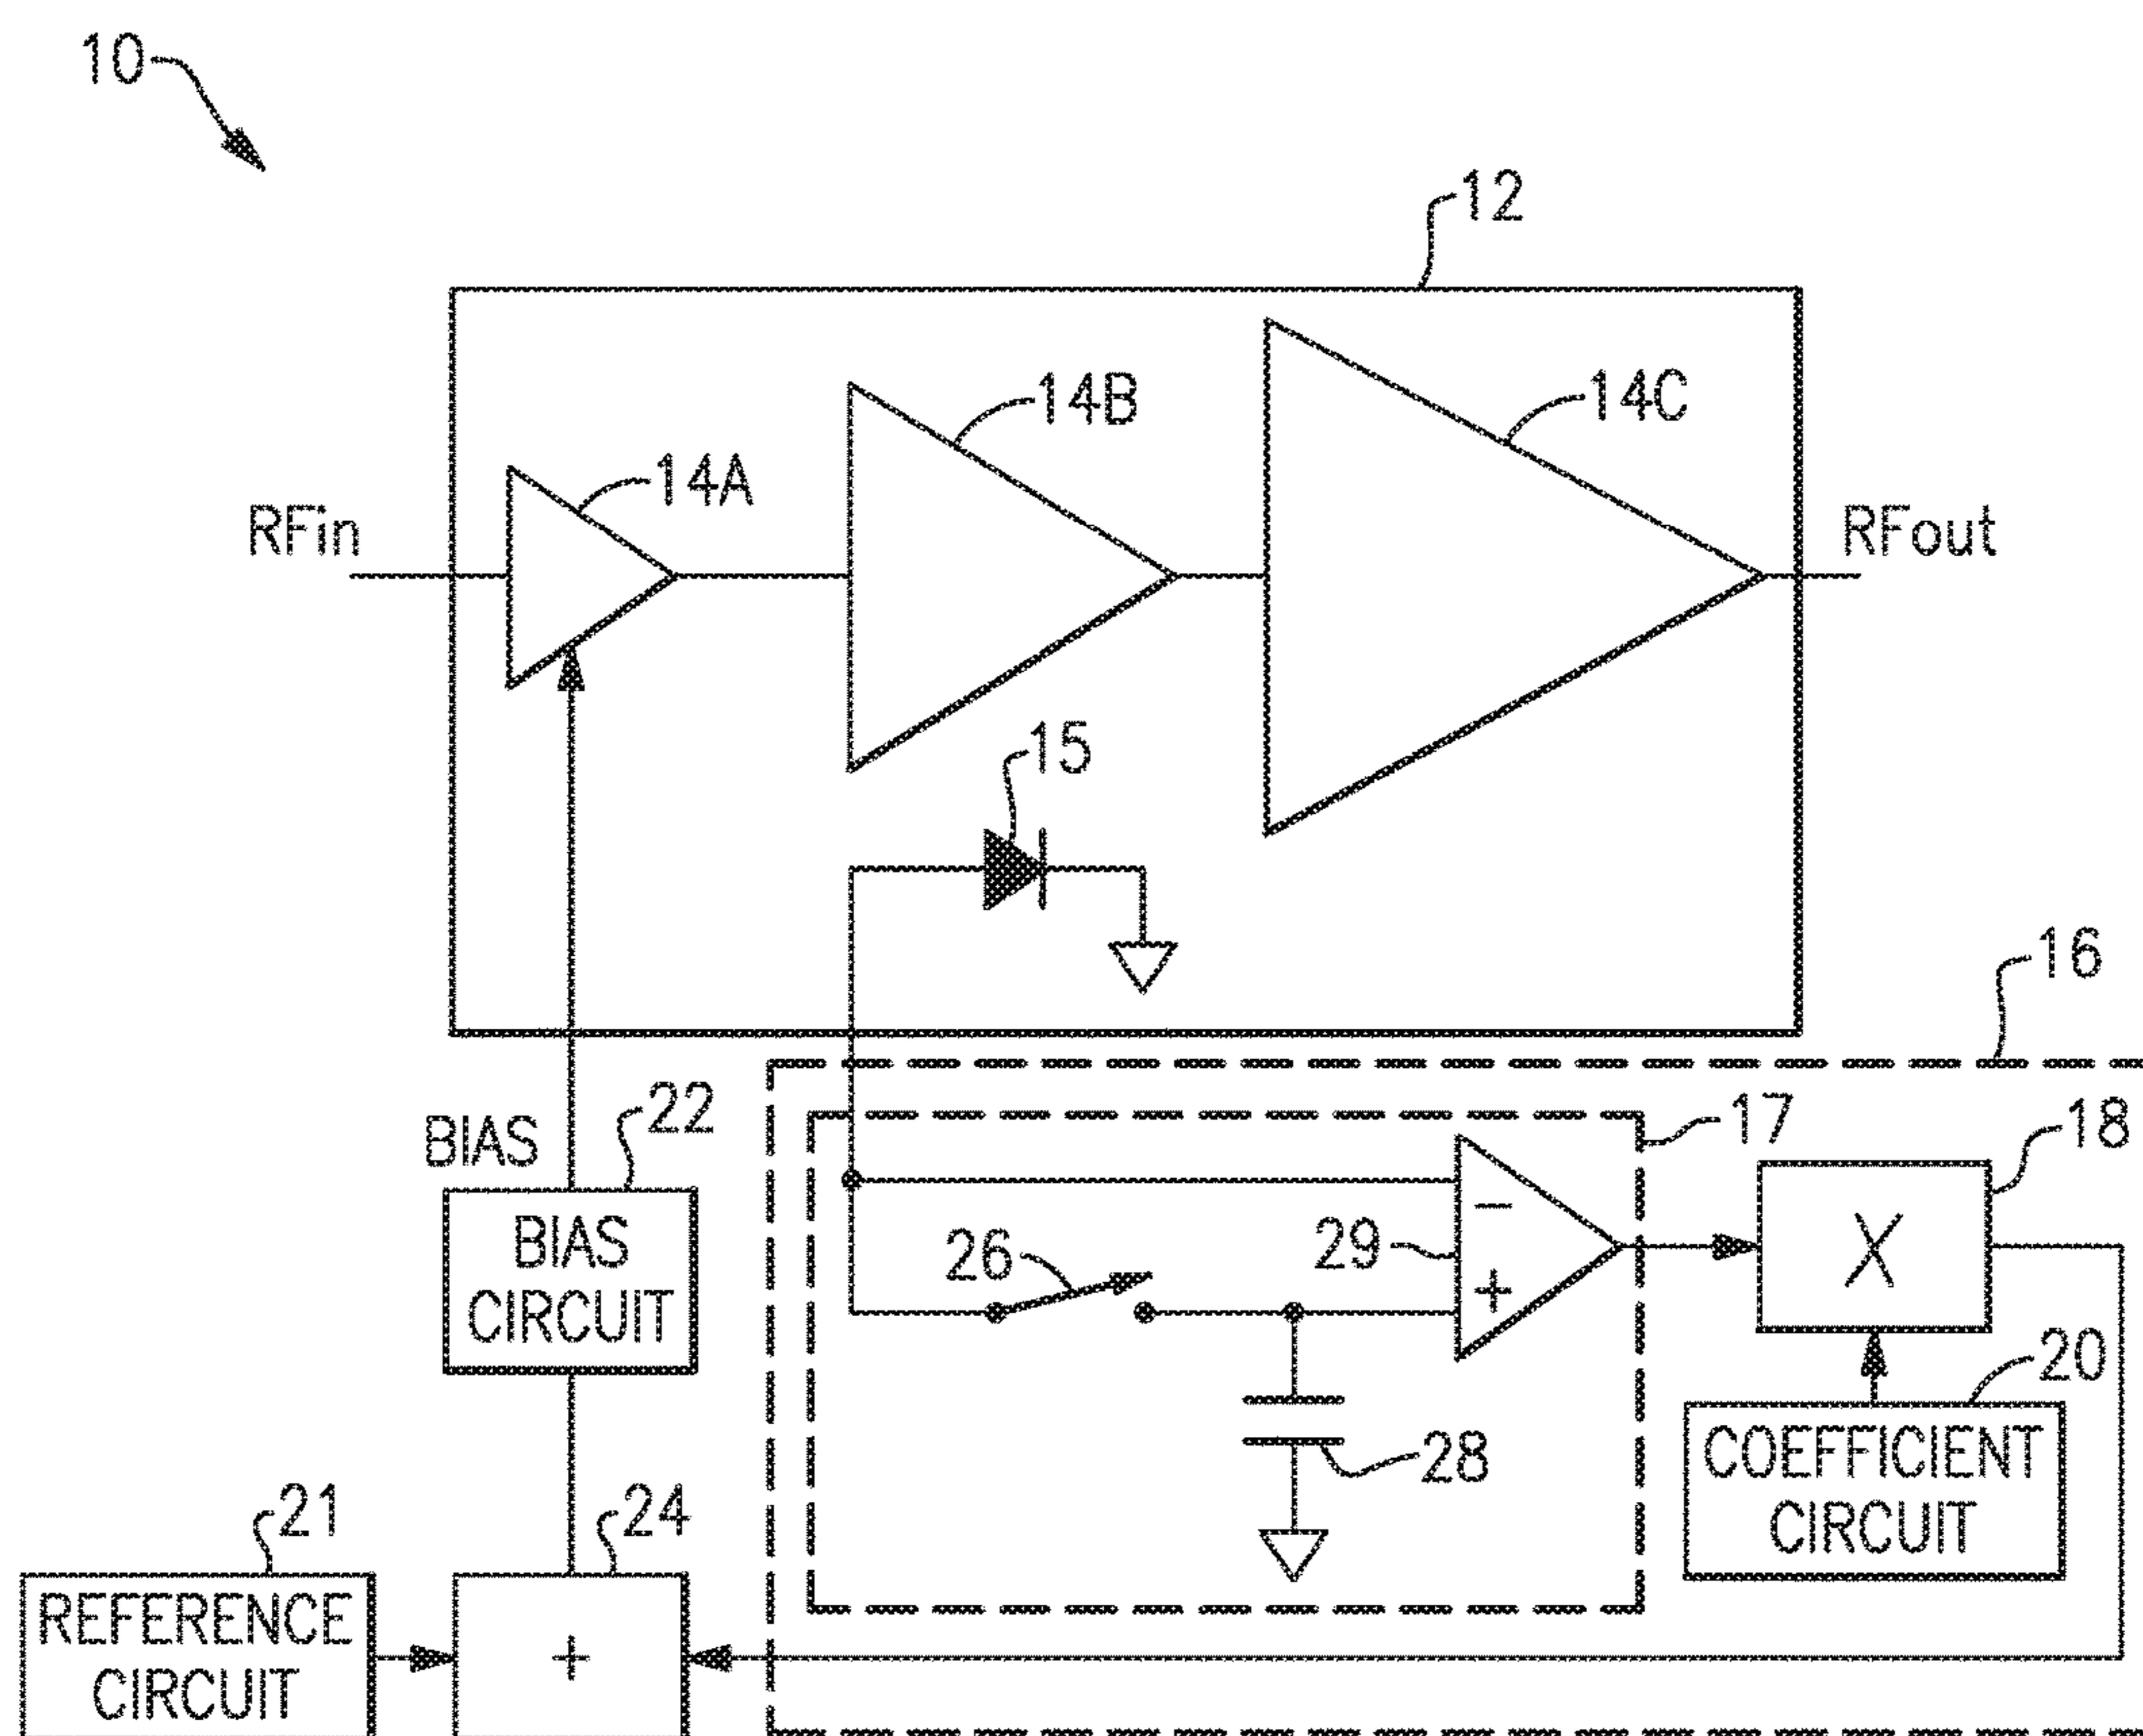 10
12
14A
14B
14C
RFin
RFout
15
16
BIAS
22
BIAS
CIRCUIT
17
18
−
+
29
26
X
28
20
COEFFICIENT
CIRCUIT
21
24
REFERENCE
CIRCUIT
+